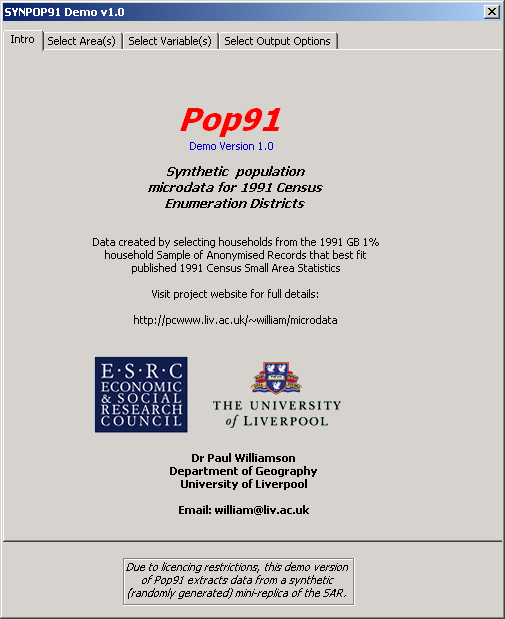 SYNPOP91 Demo v1.0
Intro
Select Area(s)
Select Variable(s)
Select Output Options
Pop91
Demo Version 1.0
Synthetic population
microdata for 1991 Census
Enumeration Districts
Data created by selecting households from the 1991 GB 1%
household Sample of Anonymised Records that best fit
published 1991 Census Small Area Statistics
Visit project website for full details:
http://pcwww.liv.ac.uk/~william/microdata
E·S·R·C
ECONOMIC
& SOCIAL
RESEARCH
COUNCIL
THE UNIVERSITY
of LIVERPOOL
Dr Paul Williamson
Department of Geography
University of Liverpool
Email: william@liv.ac.uk
Due to licencing restrictions, this demo version
of Pop91 extracts data from a synthetic
(randomly generated) mini-replica of the SAR.